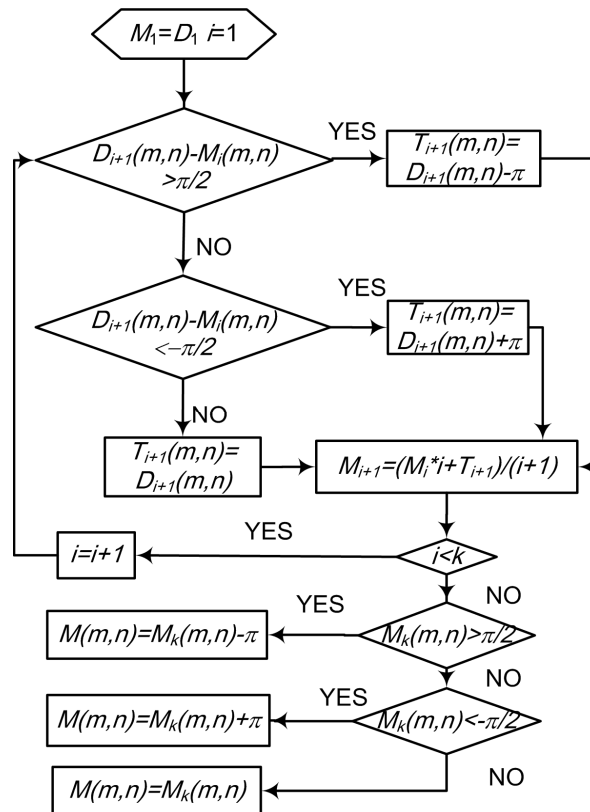 M₁=D₁ i=1
D_{i+1}(m,n)-M_i(m,n)
>π/2
YES
T_{i+1}(m,n)=
D_{i+1}(m,n)-π
NO
D_{i+1}(m,n)-M_i(m,n)
<-π/2
YES
T_{i+1}(m,n)=
D_{i+1}(m,n)+π
NO
T_{i+1}(m,n)=
D_{i+1}(m,n)
M_{i+1}=(M_i*i+T_{i+1})/(i+1)
i<k
YES
i=i+1
NO
M_k(m,n)>π/2
YES
M(m,n)=M_k(m,n)-π
NO
M_k(m,n)<-π/2
YES
M(m,n)=M_k(m,n)+π
NO
M(m,n)=M_k(m,n)